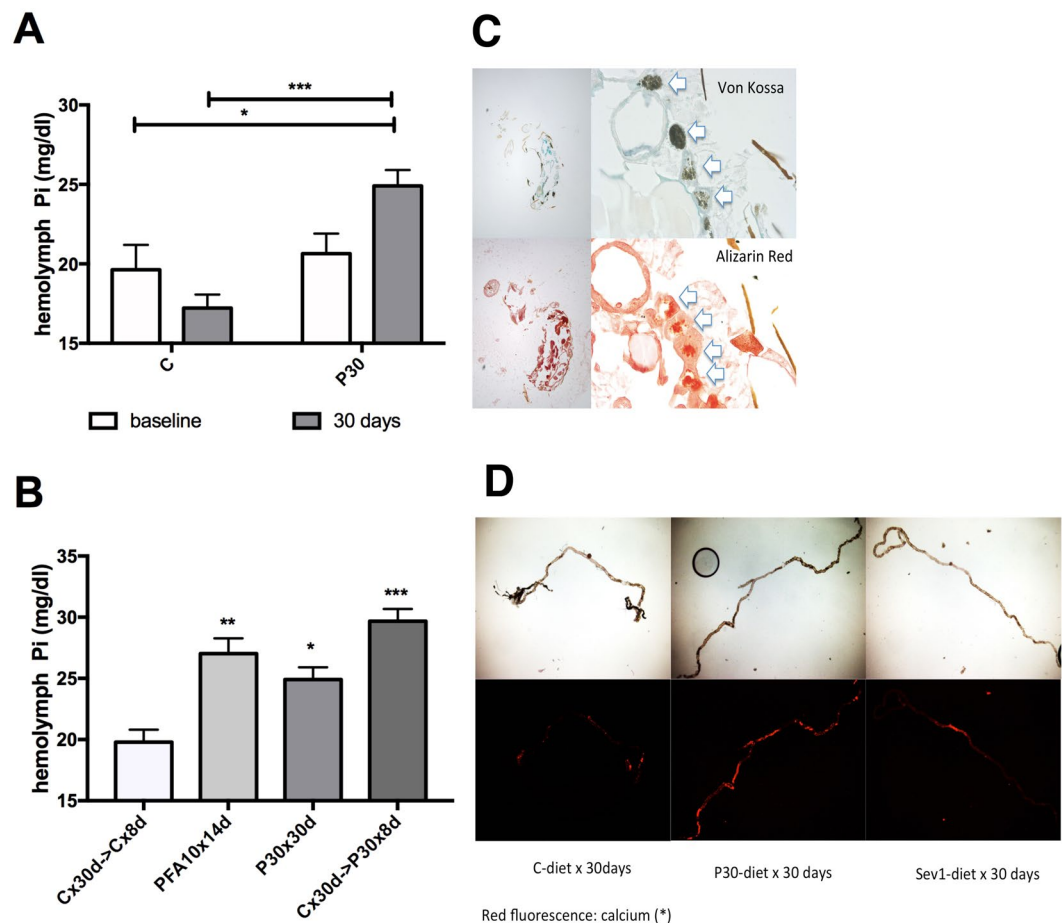 A
***
*
30
25
20
15
hemolymph Pi (mg/dl)
C
P30
baseline
30 days
B
35
30
25
20
15
hemolymph Pi (mg/dl)
**
*
***
Cx30d->Cx8d
PFA10x14d
P30x30d
Cx30d->P30x8d
C
Von Kossa
Alizarin Red
D
C-diet x 30days
P30-diet x 30 days
Sev1-diet x 30 days
Red fluorescence: calcium (*)